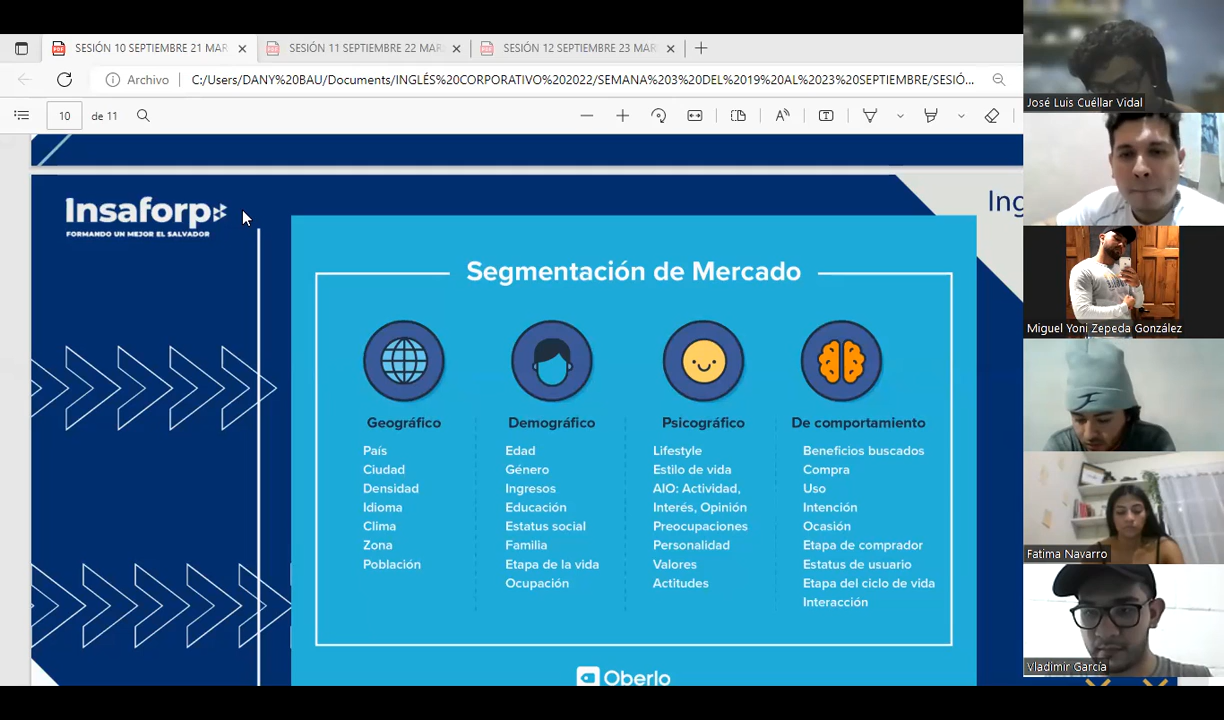 SESIÓN 10 SEPTIEMBRE 21 MAR
SESIÓN 11 SEPTIEMBRE 22 MAR
SESIÓN 12 SEPTIEMBRE 23 MAR
Archivo
C:/Users/DANY%20BAU/Documents/INGLÉS%20CORPORATIVO%202022/SEMANA%203%20DEL%2019%20AL%2023%20SEPTIEMBRE/SESIÓ...
10 de 11
Insaforp
FORMANDO UN MEJOR EL SALVADOR
Ing
Segmentación de Mercado
Geográfico
País
Ciudad
Densidad
Idioma
Clima
Zona
Población
Demográfico
Edad
Género
Ingresos
Educación
Estatus social
Familia
Etapa de la vida
Ocupación
Psicográfico
Lifestyle
Estilo de vida
AIO: Actividad,
Interés, Opinión
Preocupaciones
Personalidad
Valores
Actitudes
De comportamiento
Beneficios buscados
Compra
Uso
Intención
Ocasión
Etapa de comprador
Estatus de usuario
Etapa del ciclo de vida
Interacción
Oberlo
José Luis Cuéllar Vidal
Miguel Yoni Zepeda González
Fatima Navarro
Vladimir García